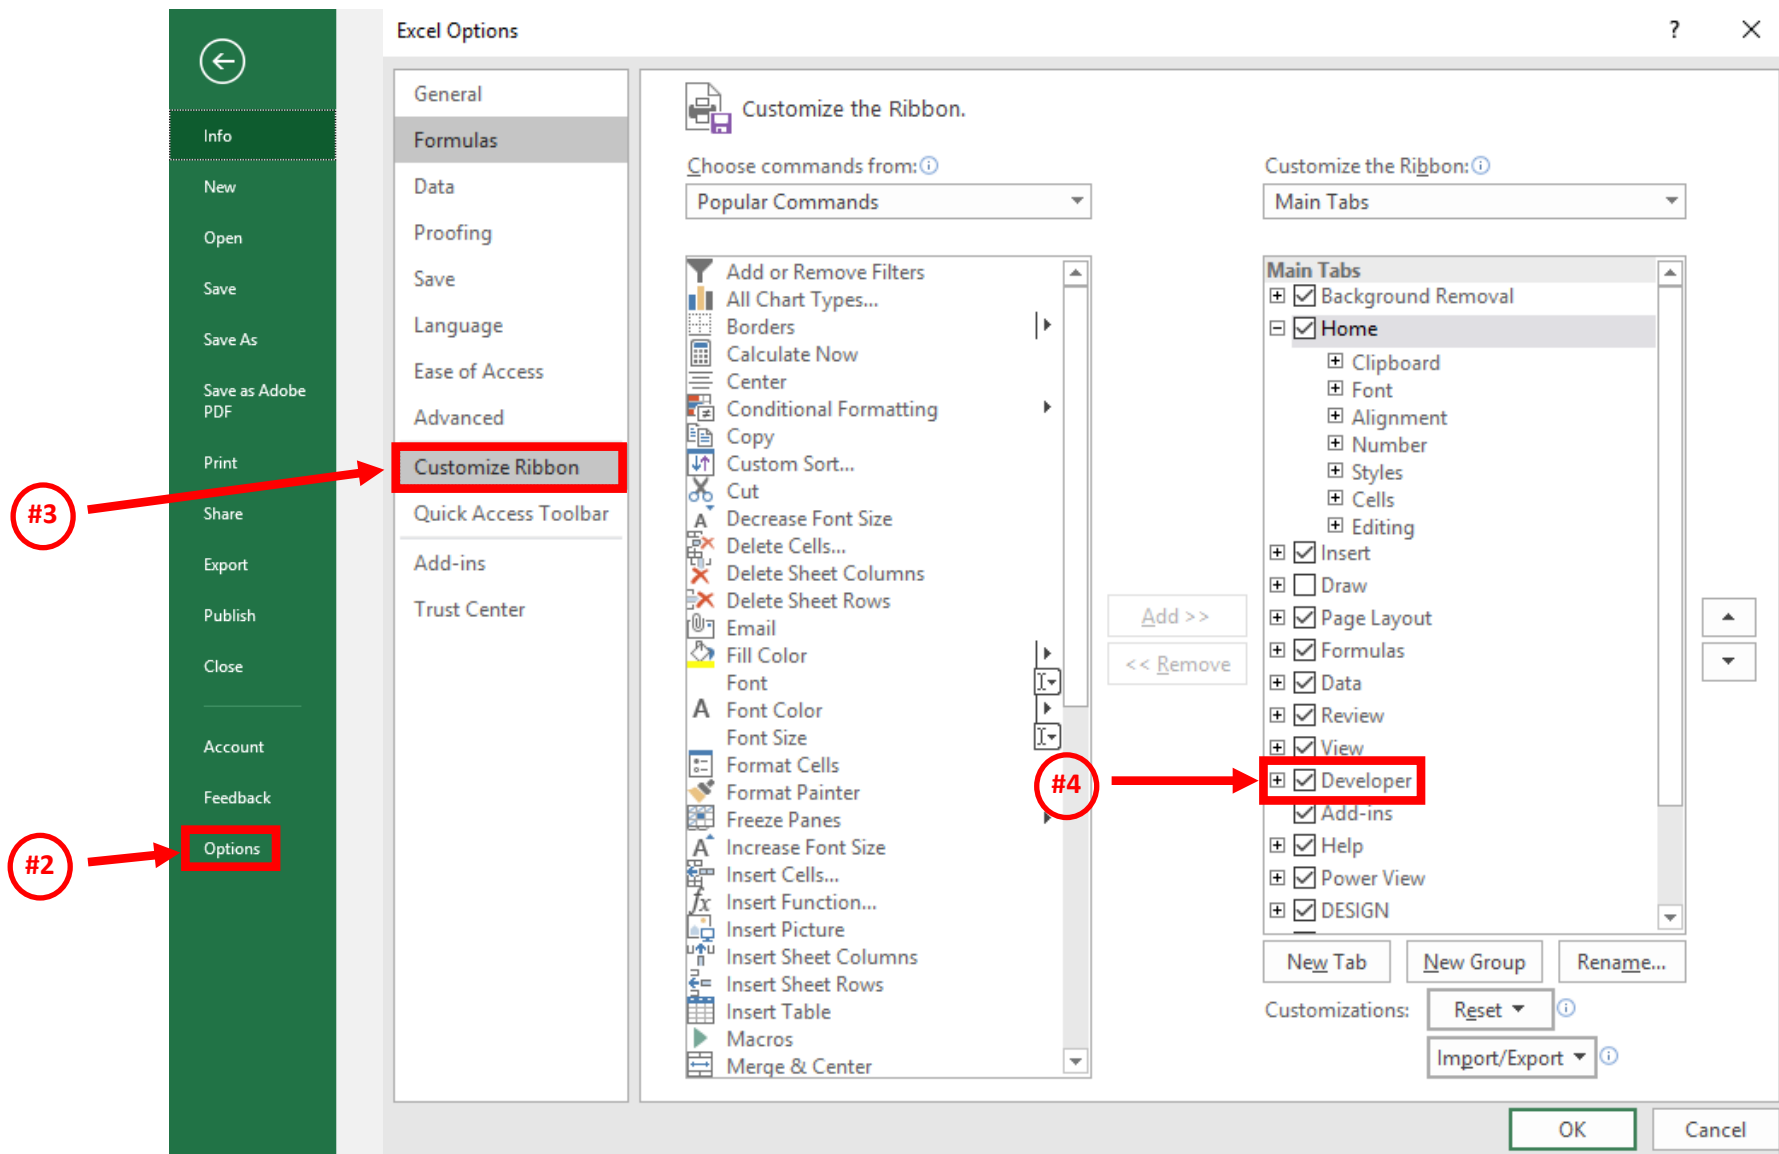 Excel Options
?
Info
New
Open
Save
Save As
Save as Adobe
PDF
Print
Share
Export
Publish
Close
Account
Feedback
Options
#3
#2
General
Formulas
Data
Proofing
Save
Language
Ease of Access
Advanced
Customize Ribbon
Quick Access Toolbar
Add-ins
Trust Center
Customize the Ribbon.
Choose commands from:
Popular Commands
Add or Remove Filters
All Chart Types...
Borders
Calculate Now
Center
Conditional Formatting
Copy
Custom Sort...
Cut
Decrease Font Size
Delete Cells...
Delete Sheet Columns
Delete Sheet Rows
Email
Fill Color
Font
Font Color
Font Size
Format Cells
Format Painter
Freeze Panes
Increase Font Size
Insert Cells...
Insert Function...
Insert Picture
Insert Sheet Columns
Insert Sheet Rows
Insert Table
Macros
Merge & Center
Add >>
<< Remove
#4
Customize the Ribbon:
Main Tabs
Main Tabs
Background Removal
Home
Clipboard
Font
Alignment
Number
Styles
Cells
Editing
Insert
Draw
Page Layout
Formulas
Data
Review
View
Developer
Add-ins
Help
Power View
DESIGN
New Tab
New Group
Rename...
Customizations:
Reset
Import/Export
OK
Cancel